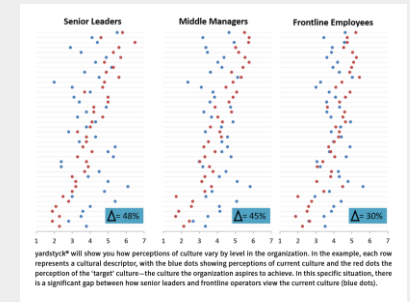 Senior Leaders Middle Managers Frontline Employees
Δ= 48% Δ= 45% Δ= 30%
1 2 3 4 5 6 7 1 2 3 4 5 6 7 1 2 3 4 5 6 7
yardstyck® will show you how perceptions of culture vary by level in the organization. In the example, each row
represents a cultural descriptor, with the blue dots showing perceptions of current culture and the red dots the
perception of the 'target' culture—the culture the organization aspires to achieve. In this specific situation, there
is a significant gap between how senior leaders and frontline operators view the current culture (blue dots).